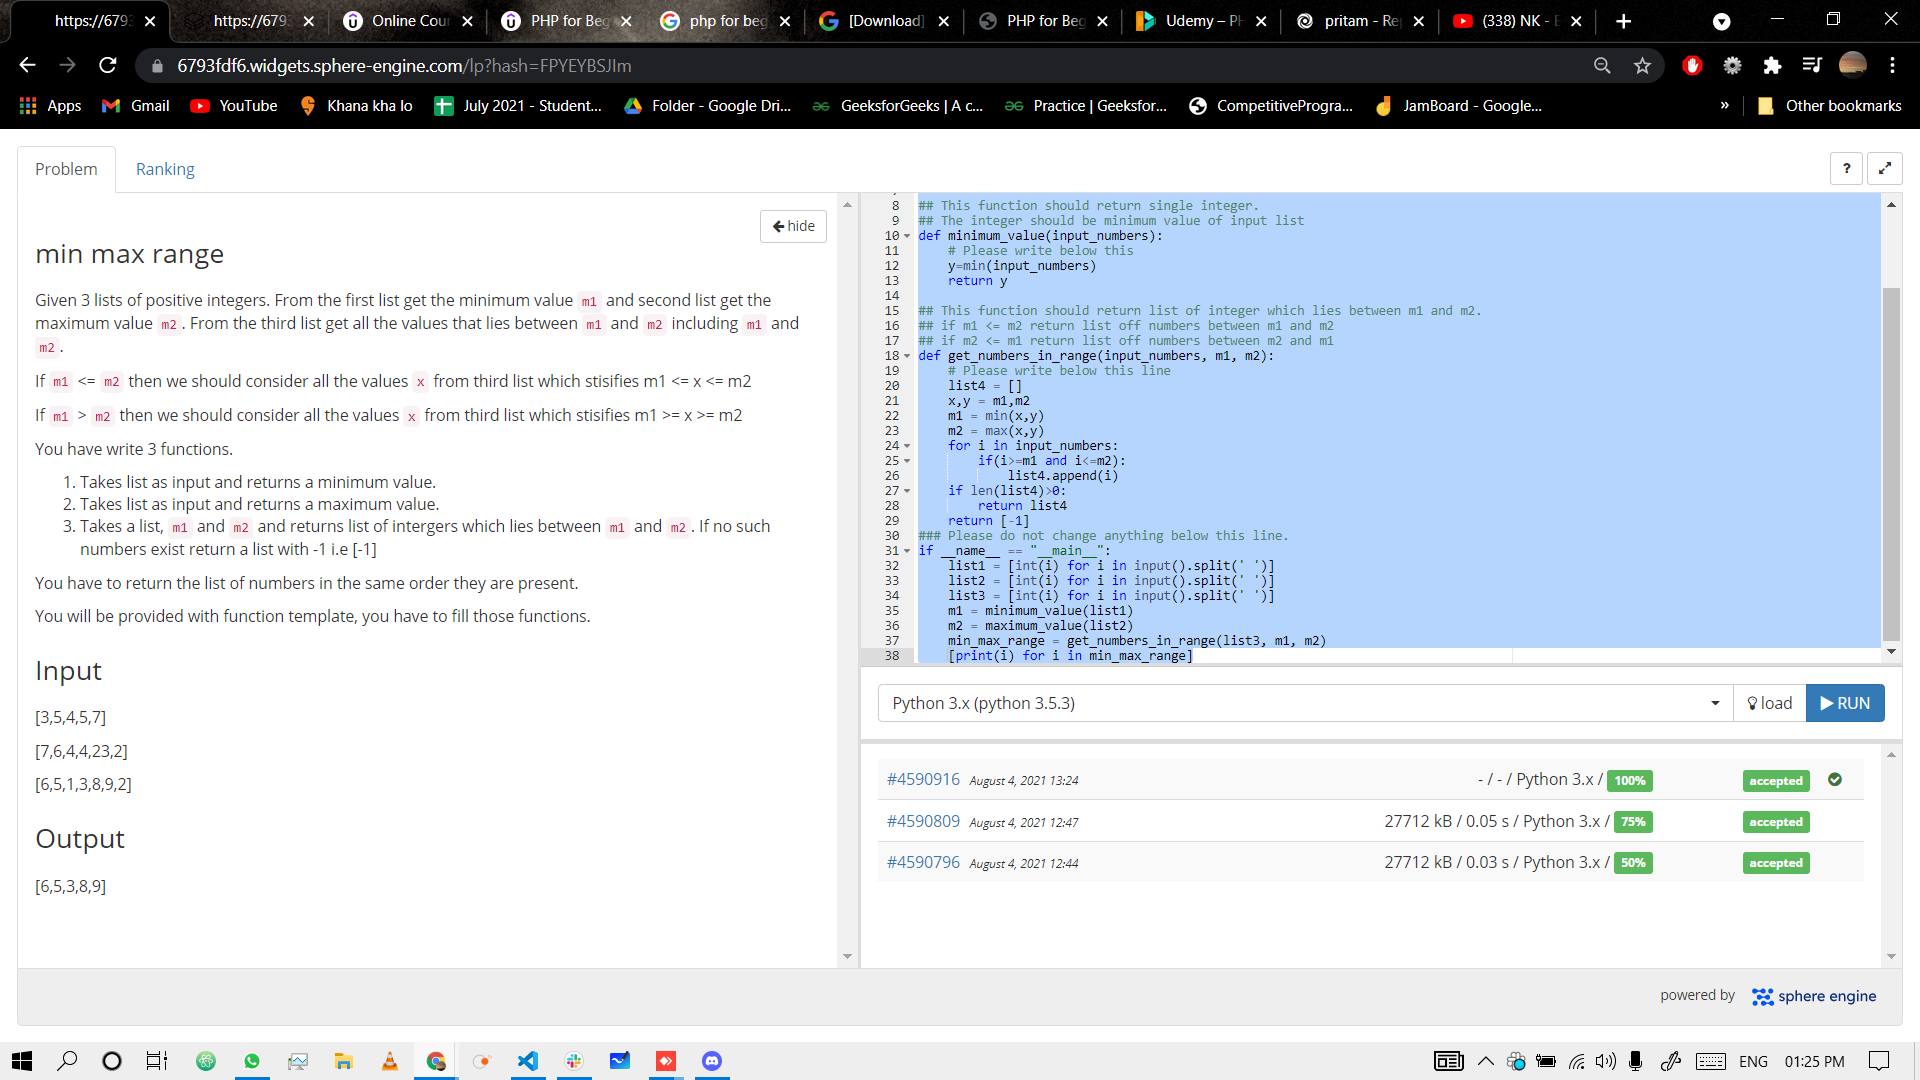 https://6793
https://679
Online Cour
PHP for Beg
php for beg
[Download]
PHP for Beg
Udemy – P
pritam - Re
(338) NK - E
6793fdf6.widgets.sphere-engine.com/lp?hash=FPYEYBSJIm
Apps
Gmail
YouTube
Khana kha lo
July 2021 - Student...
Folder - Google Dri...
GeeksforGeeks | A c...
Practice | Geeksfor...
CompetitivePrograa...
JamBoard - Google...
»
Other bookmarks
Problem
Ranking
?
hide
min max range
Given 3 lists of positive integers. From the first list get the minimum value m1 and second list get the
maximum value m2 . From the third list get all the values that lies between m1 and m2 including m1 and
m2 .
If m1 <= m2 then we should consider all the values x from third list which stisifies m1 <= x <= m2
If m1 > m2 then we should consider all the values x from third list which stisifies m1 >= x >= m2
You have write 3 functions.
1. Takes list as input and returns a minimum value.
2. Takes list as input and returns a maximum value.
3. Takes a list, m1 and m2 and returns list of intergers which lies between m1 and m2 . If no such
numbers exist return a list with -1 i.e [-1]
You have to return the list of numbers in the same order they are present.
You will be provided with function template, you have to fill those functions.
Input
[3,5,4,5,7]
[7,6,4,4,23,2]
[6,5,1,3,8,9,2]
Output
[6,5,3,8,9]
8 ## This function should return single integer.
9 ## The integer should be minimum value of input list
10 def minimum_value(input_numbers):
11 # Please write below this
12 y=min(input_numbers)
13 return y
14
15 ## This function should return list of integer which lies between m1 and m2.
16 ## if m1 <= m2 return list off numbers between m1 and m2
17 ## if m2 <= m1 return list off numbers between m2 and m1
18 def get_numbers_in_range(input_numbers, m1, m2):
19 # Please write below this line
20 list4 = []
21 x,y = m1,m2
22 m1 = min(x,y)
23 m2 = max(x,y)
24 for i in input_numbers:
25 if(i>=m1 and i<=m2):
26 list4.append(i)
27 if len(list4)>0:
28 return list4
29 return [-1]
30 ### Please do not change anything below this line.
31 if __name__ == "__main__":
32 list1 = [int(i) for i in input().split(' ')]
33 list2 = [int(i) for i in input().split(' ')]
34 list3 = [int(i) for i in input().split(' ')]
35 m1 = minimum_value(list1)
36 m2 = maximum_value(list2)
37 min_max_range = get_numbers_in_range(list3, m1, m2)
38 [print(i) for i in min_max_range]
Python 3.x (python 3.5.3)
load
RUN
#4590916 August 4, 2021 13:24 - / - / Python 3.x / 100% accepted
#4590809 August 4, 2021 12:47 27712 kB / 0.05 s / Python 3.x / 75% accepted
#4590796 August 4, 2021 12:44 27712 kB / 0.03 s / Python 3.x / 50% accepted
powered by sphere engine
ENG
01:25 PM